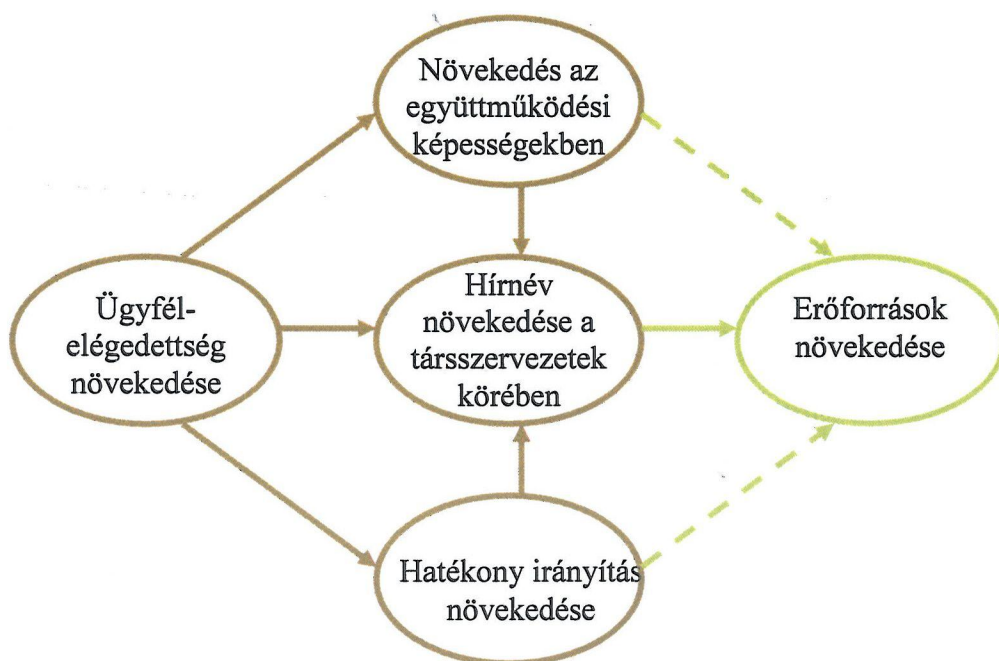 Növekedés az
együttműködési
képességekben
Ügyfél-
elégedettség
növekedése
Hírnév
növekedése a
társszervezetek
körében
Erőforrások
növekedése
Hatékony irányítás
növekedése